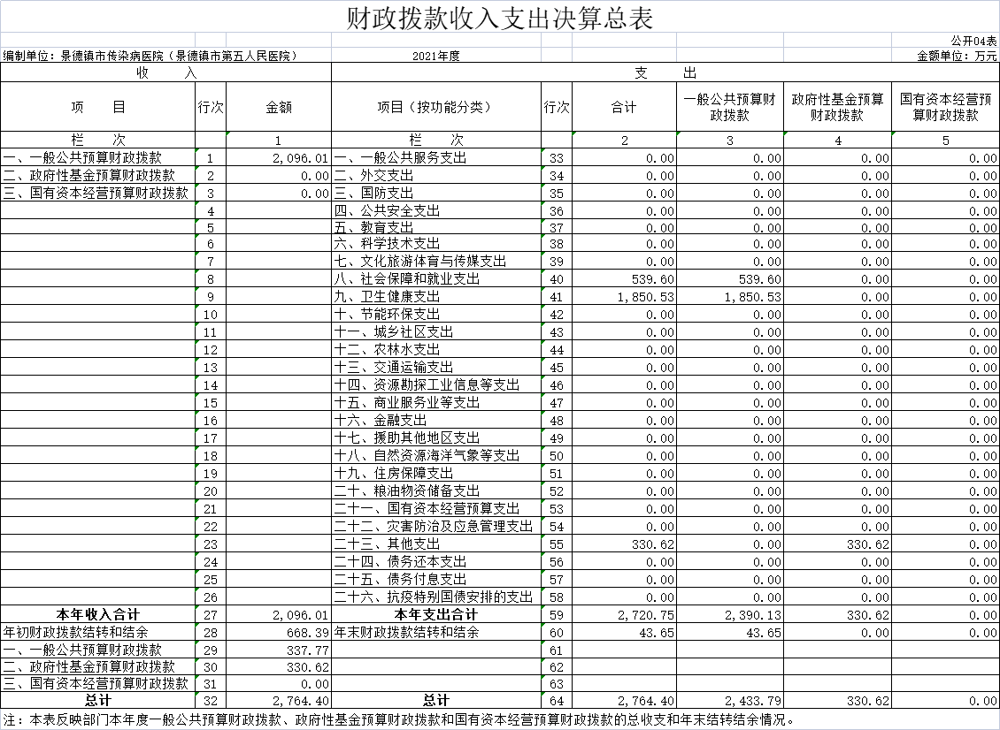 财政拨款收入支出决算总表
公开04表
编制单位：景德镇市传染病医院（景德镇市第五人民医院） 2021年度 金额单位：万元
收 入 支 出
项 目 行次 金额 项目（按功能分类） 行次 合计 一般公共预算财政拨款 政府性基金预算财政拨款 国有资本经营预算财政拨款
栏 次 1 栏 次 2 3 4 5
一、一般公共预算财政拨款 1 2,096.01 一、一般公共服务支出 33 0.00 0.00 0.00 0.00
二、政府性基金预算财政拨款 2 0.00 二、外交支出 34 0.00 0.00 0.00 0.00
三、国有资本经营预算财政拨款 3 0.00 三、国防支出 35 0.00 0.00 0.00 0.00
4 四、公共安全支出 36 0.00 0.00 0.00 0.00
5 五、教育支出 37 0.00 0.00 0.00 0.00
6 六、科学技术支出 38 0.00 0.00 0.00 0.00
7 七、文化旅游体育与传媒支出 39 0.00 0.00 0.00 0.00
8 八、社会保障和就业支出 40 539.60 539.60 0.00 0.00
9 九、卫生健康支出 41 1,850.53 1,850.53 0.00 0.00
10 十、节能环保支出 42 0.00 0.00 0.00 0.00
11 十一、城乡社区支出 43 0.00 0.00 0.00 0.00
12 十二、农林水支出 44 0.00 0.00 0.00 0.00
13 十三、交通运输支出 45 0.00 0.00 0.00 0.00
14 十四、资源勘探工业信息等支出 46 0.00 0.00 0.00 0.00
15 十五、商业服务业等支出 47 0.00 0.00 0.00 0.00
16 十六、金融支出 48 0.00 0.00 0.00 0.00
17 十七、援助其他地区支出 49 0.00 0.00 0.00 0.00
18 十八、自然资源海洋气象等支出 50 0.00 0.00 0.00 0.00
19 十九、住房保障支出 51 0.00 0.00 0.00 0.00
20 二十、粮油物资储备支出 52 0.00 0.00 0.00 0.00
21 二十一、国有资本经营预算支出 53 0.00 0.00 0.00 0.00
22 二十二、灾害防治及应急管理支出 54 0.00 0.00 0.00 0.00
23 二十三、其他支出 55 330.62 0.00 330.62 0.00
24 二十四、债务还本支出 56 0.00 0.00 0.00 0.00
25 二十五、债务付息支出 57 0.00 0.00 0.00 0.00
26 二十六、抗疫特别国债安排的支出 58 0.00 0.00 0.00 0.00
本年收入合计 27 2,096.01 本年支出合计 59 2,720.75 2,390.13 330.62 0.00
年初财政拨款结转和结余 28 668.39 年末财政拨款结转和结余 60 43.65 43.65 0.00 0.00
一、一般公共预算财政拨款 29 337.77 61
二、政府性基金预算财政拨款 30 330.62 62
三、国有资本经营预算财政拨款 31 0.00 63
总计 32 2,764.40 总计 64 2,764.40 2,433.79 330.62 0.00
注：本表反映部门本年度一般公共预算财政拨款、政府性基金预算财政拨款和国有资本经营预算财政拨款的总收支和年末结转结余情况。